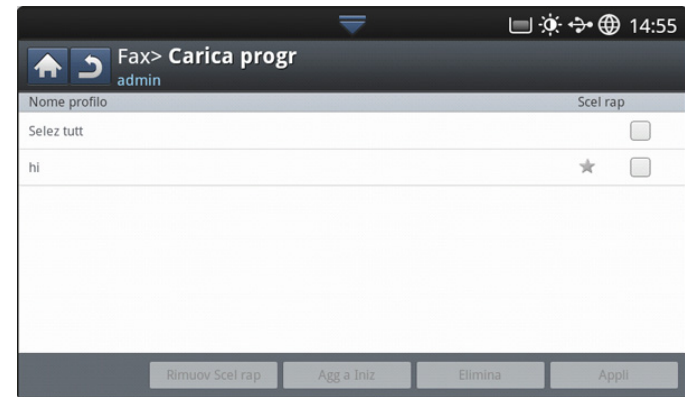 14:55
Fax> Carica progr
admin
Nome profilo Scel rap
Selez tutt
hi
Rimuov Scel rap Agg a Iniz Elimina Appli